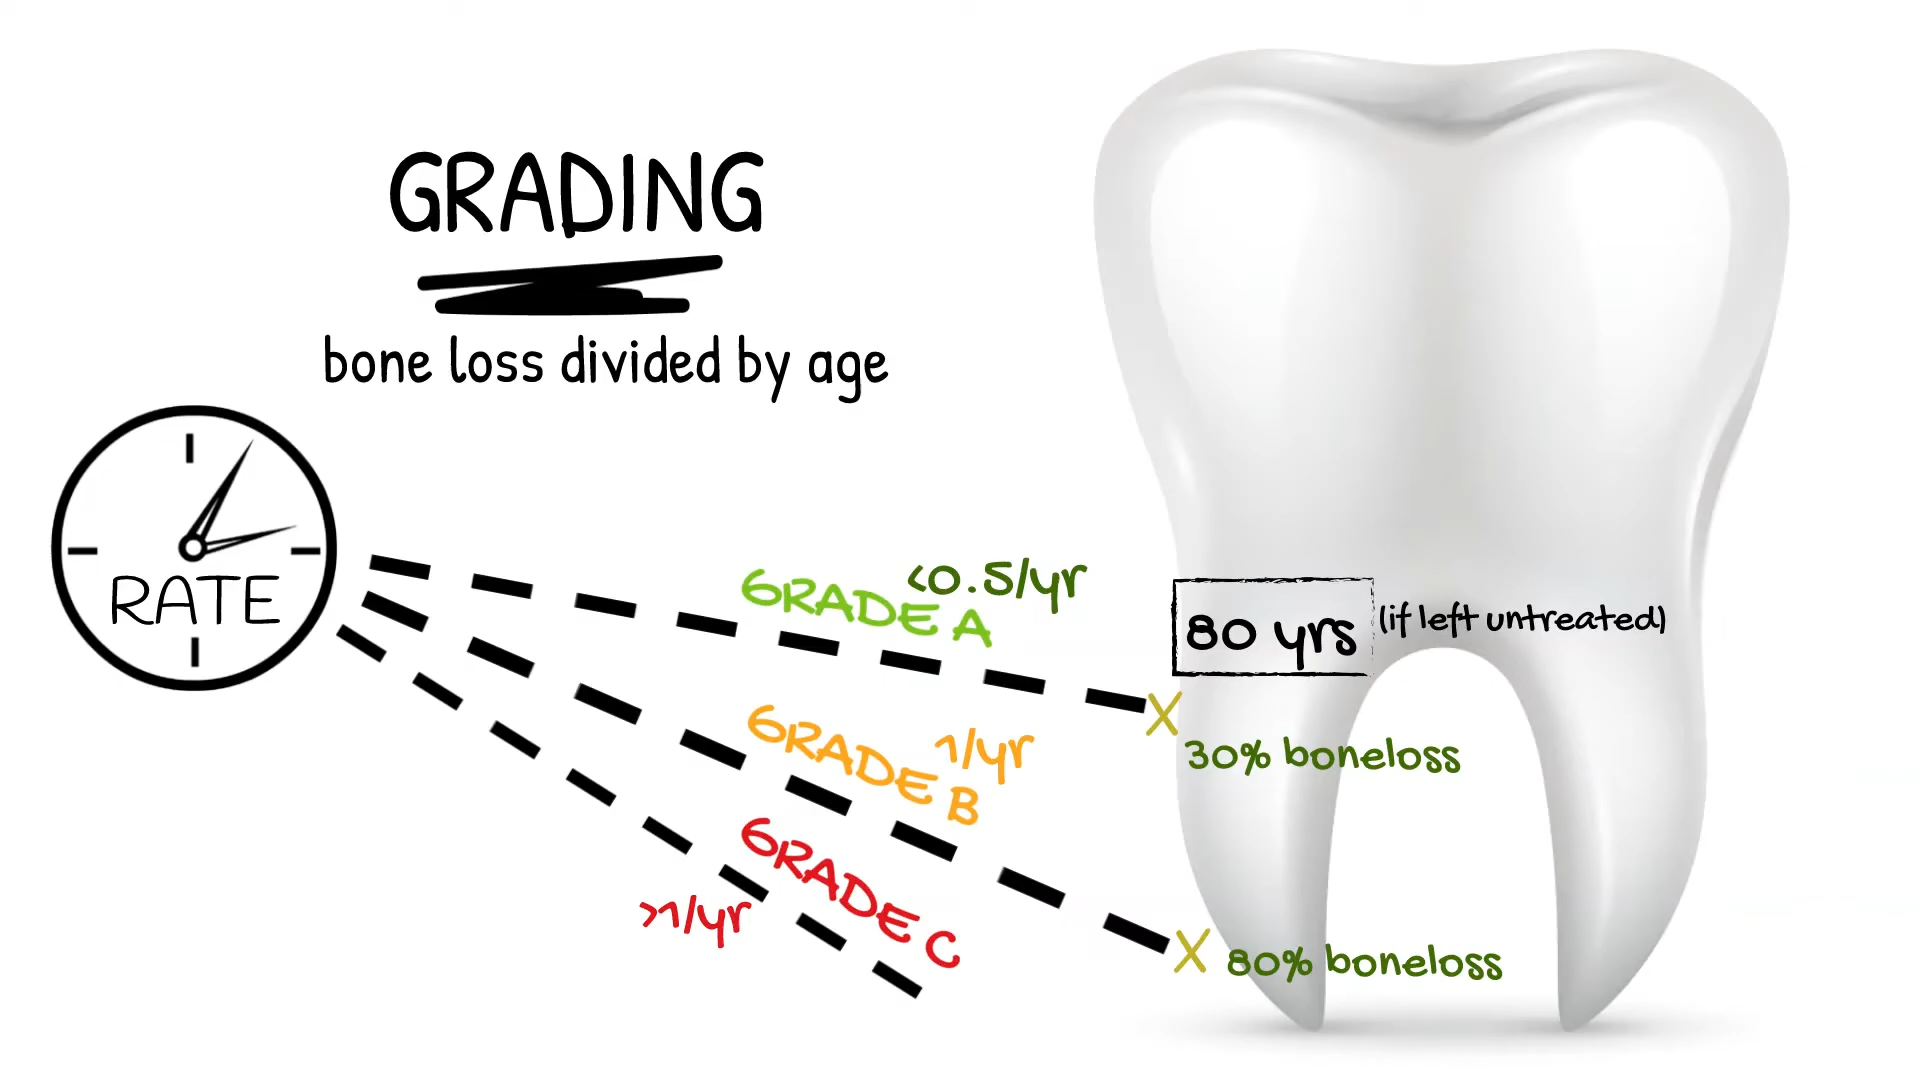 GRADING
bone loss divided by age
RATE
GRADE A
<0.5/yr
80 yrs
(if left untreated)
30% boneloss
GRADE B
1/yr
GRADE C
>1/yr
X
X
80% boneloss